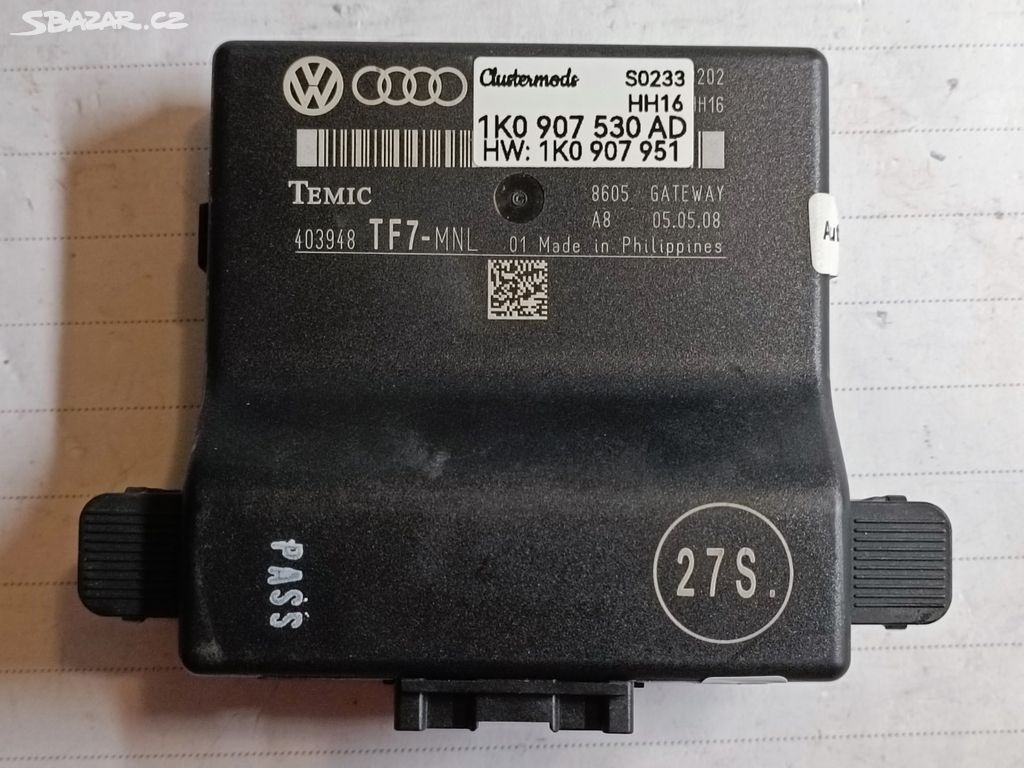 SBAZAR.CZ
Clustermods S0233 202
HH16 H16
1K0 907 530 AD
HW: 1K0 907 951
TEMIC 8605 GATEWAY
A8 05.05.08
403948 TF7-MNL 01 Made in Philippines
Au
PASS
27S.